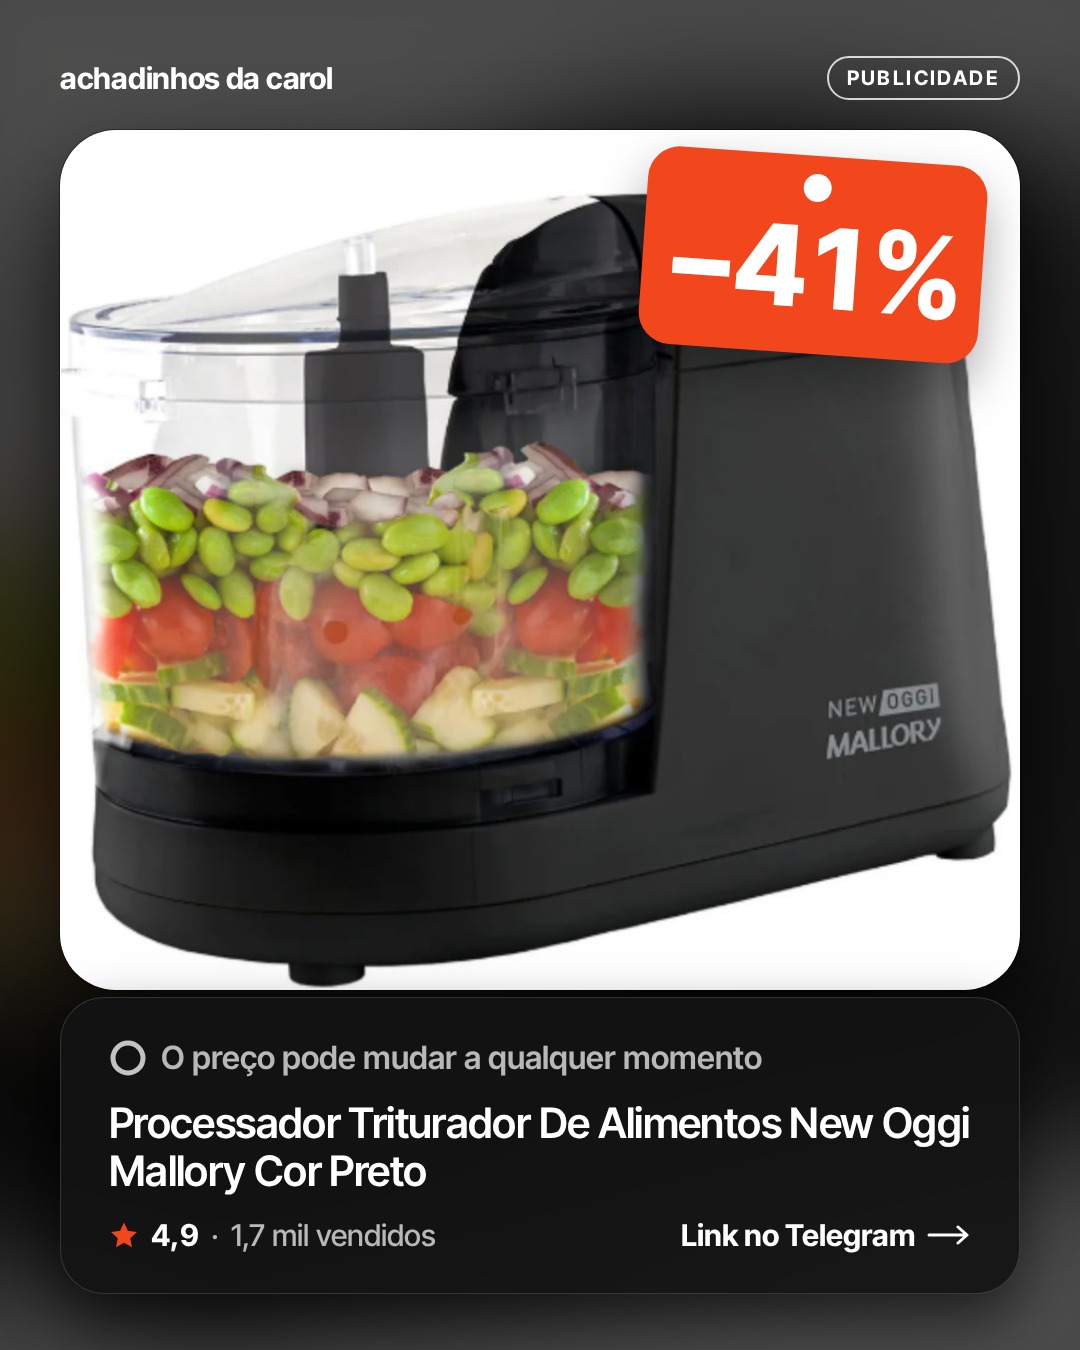 achadinhos da carol
PUBLICIDADE
–41%
NEW OGGI
MALLORY
O preço pode mudar a qualquer momento
Processador Triturador De Alimentos New Oggi
Mallory Cor Preto
4,9 · 1,7 mil vendidos
Link no Telegram →